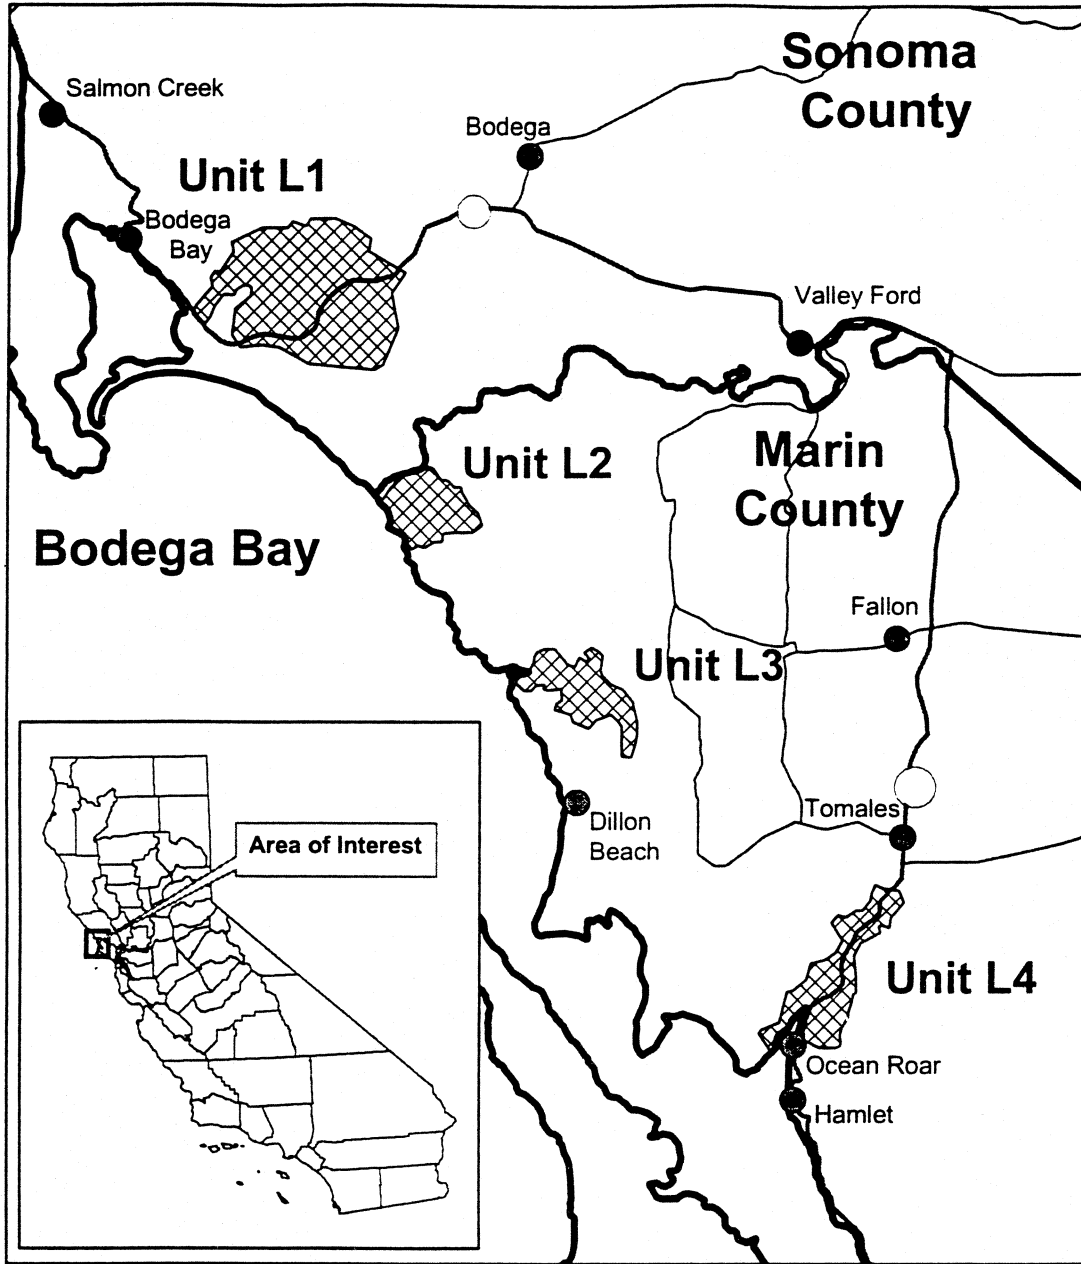 Sonoma
County
Salmon Creek
Bodega
Unit L1
Bodega
Bay
Valley Ford
Unit L2
Marin
County
Bodega Bay
Fallon
Unit L3
Area of Interest
Dillon
Beach
Tomales
Unit L4
Ocean Roar
Hamlet